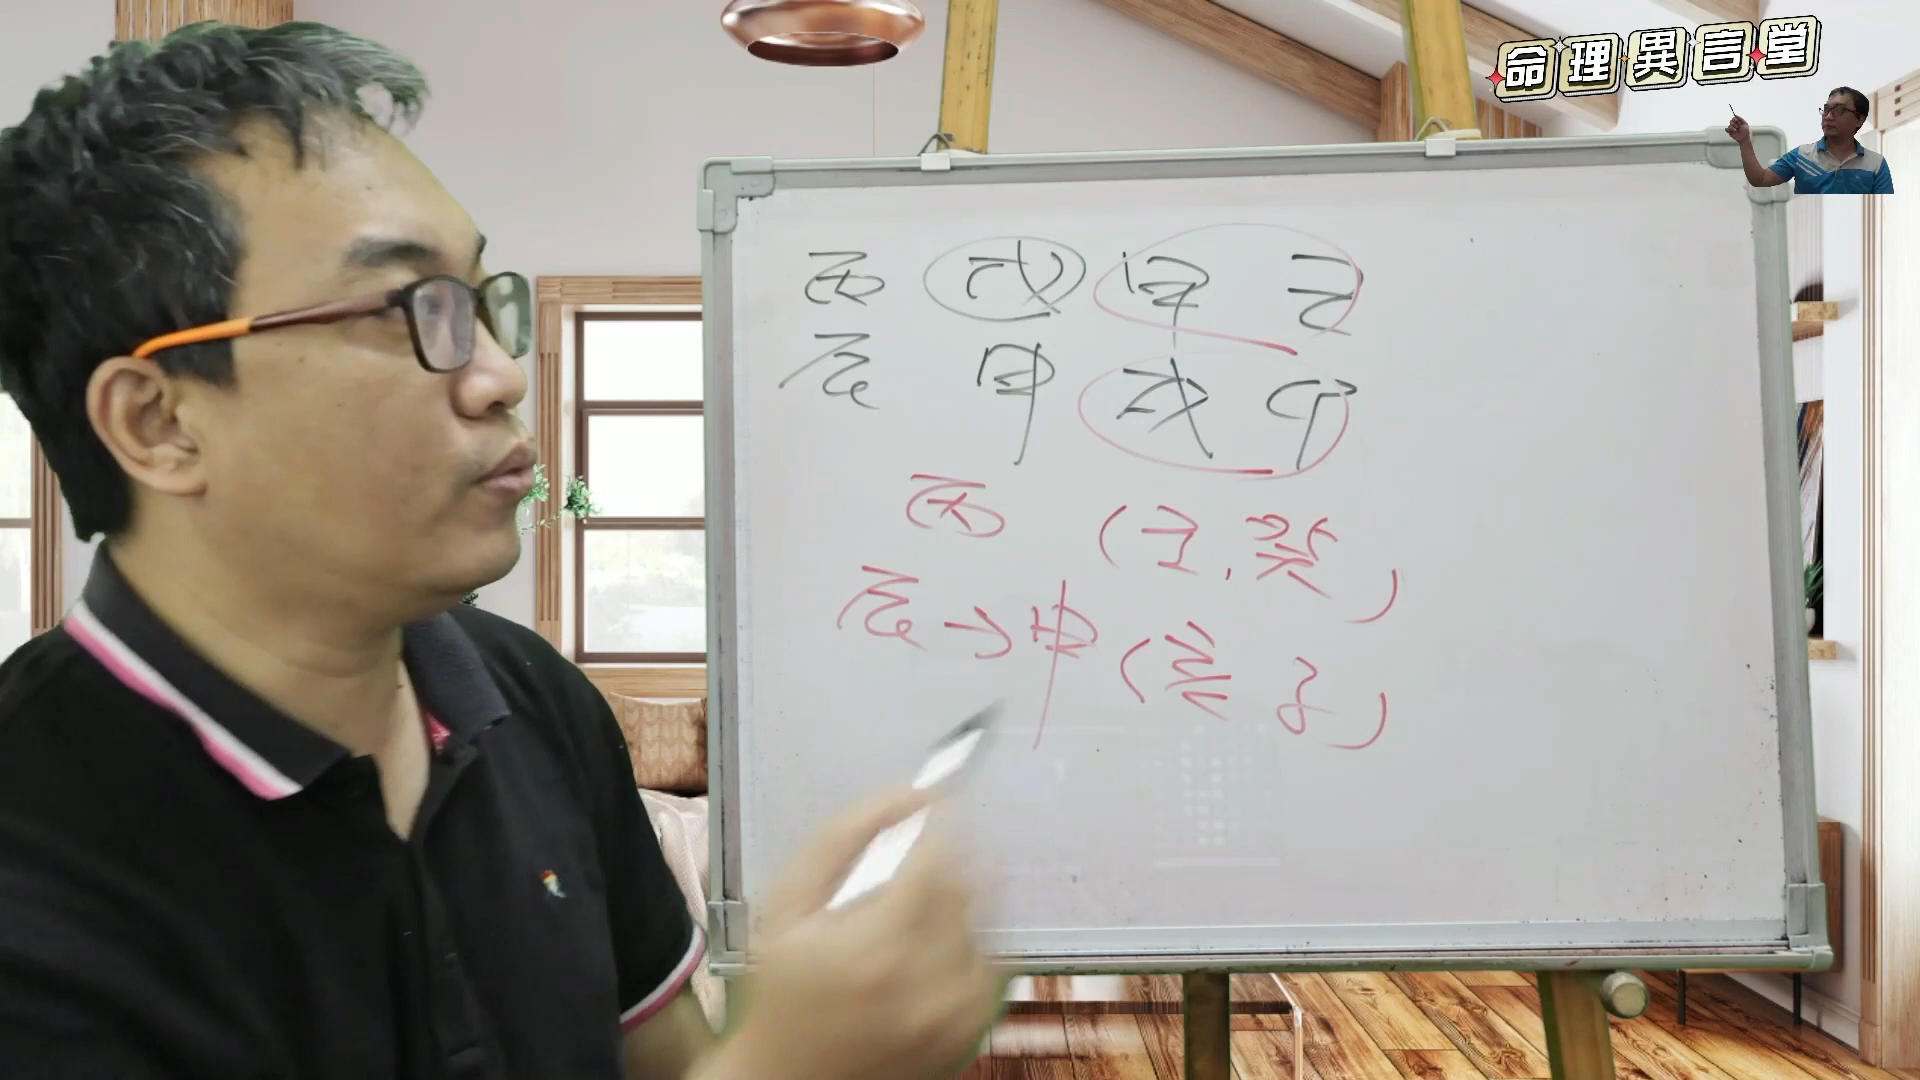 命理異言堂
丙 戊 甲 己
辰 申 戌 卯
丙 (壬,癸)
辰→申(亥子)